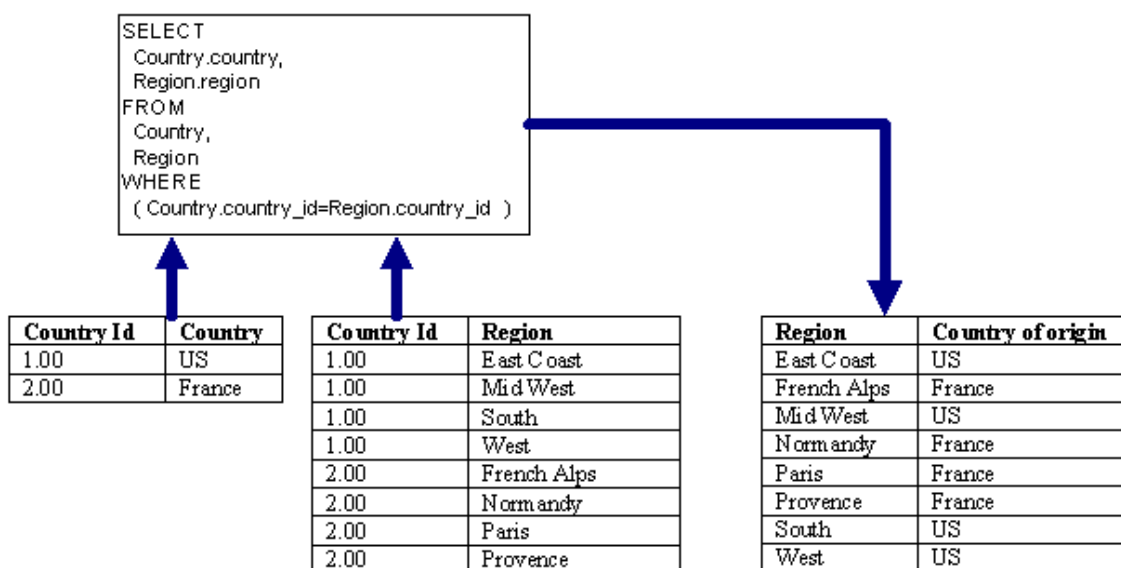 SELECT
Country.country,
Region.region
FROM
Country,
Region
WHERE
( Country.country_id=Region.country_id )
Country Id Country
1.00 US
2.00 France
Country Id Region
1.00 East Coast
1.00 Mid West
1.00 South
1.00 West
2.00 French Alps
2.00 Normandy
2.00 Paris
2.00 Provence
Region Country of origin
East Coast US
French Alps France
Mid West US
Normandy France
Paris France
Provence France
South US
West US